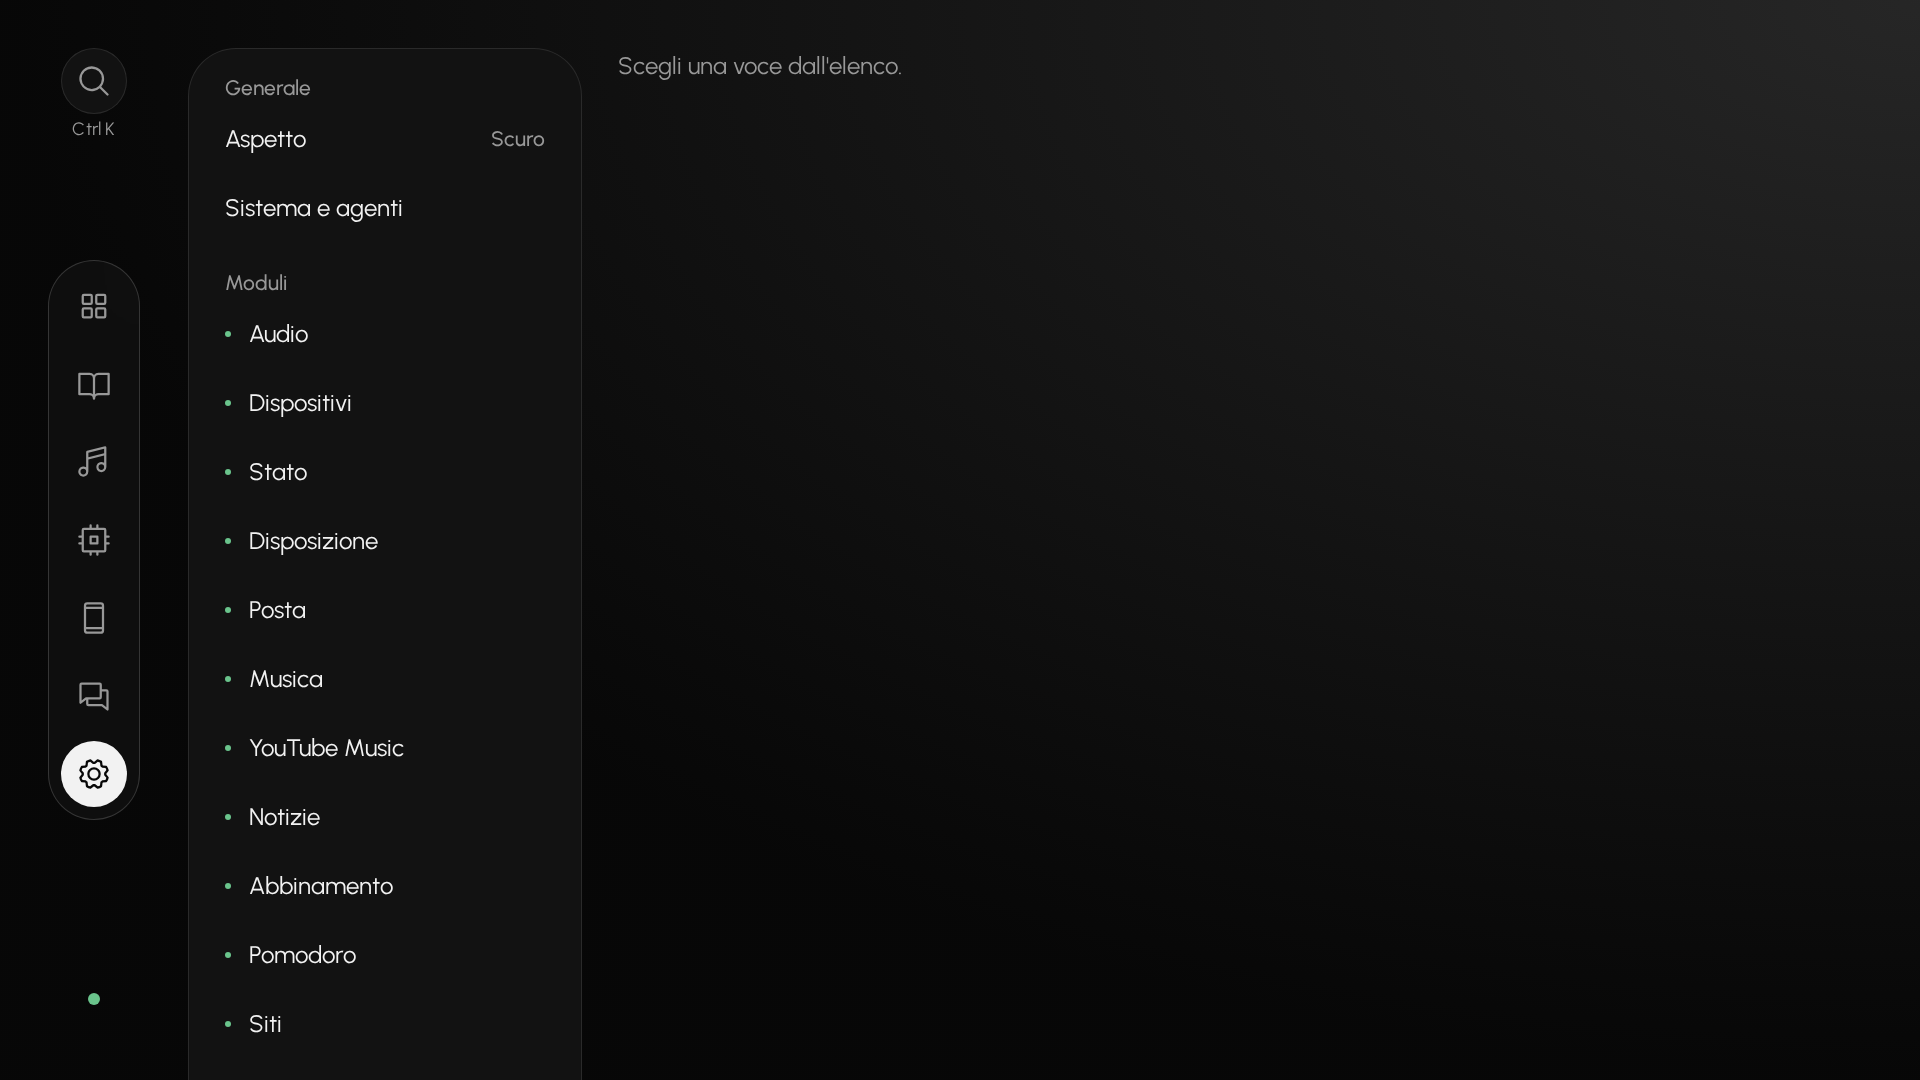 Ctrl K
Generale
Aspetto Scuro
Sistema e agenti
Moduli
Audio
Dispositivi
Stato
Disposizione
Posta
Musica
YouTube Music
Notizie
Abbinamento
Pomodoro
Siti
Scegli una voce dall'elenco.